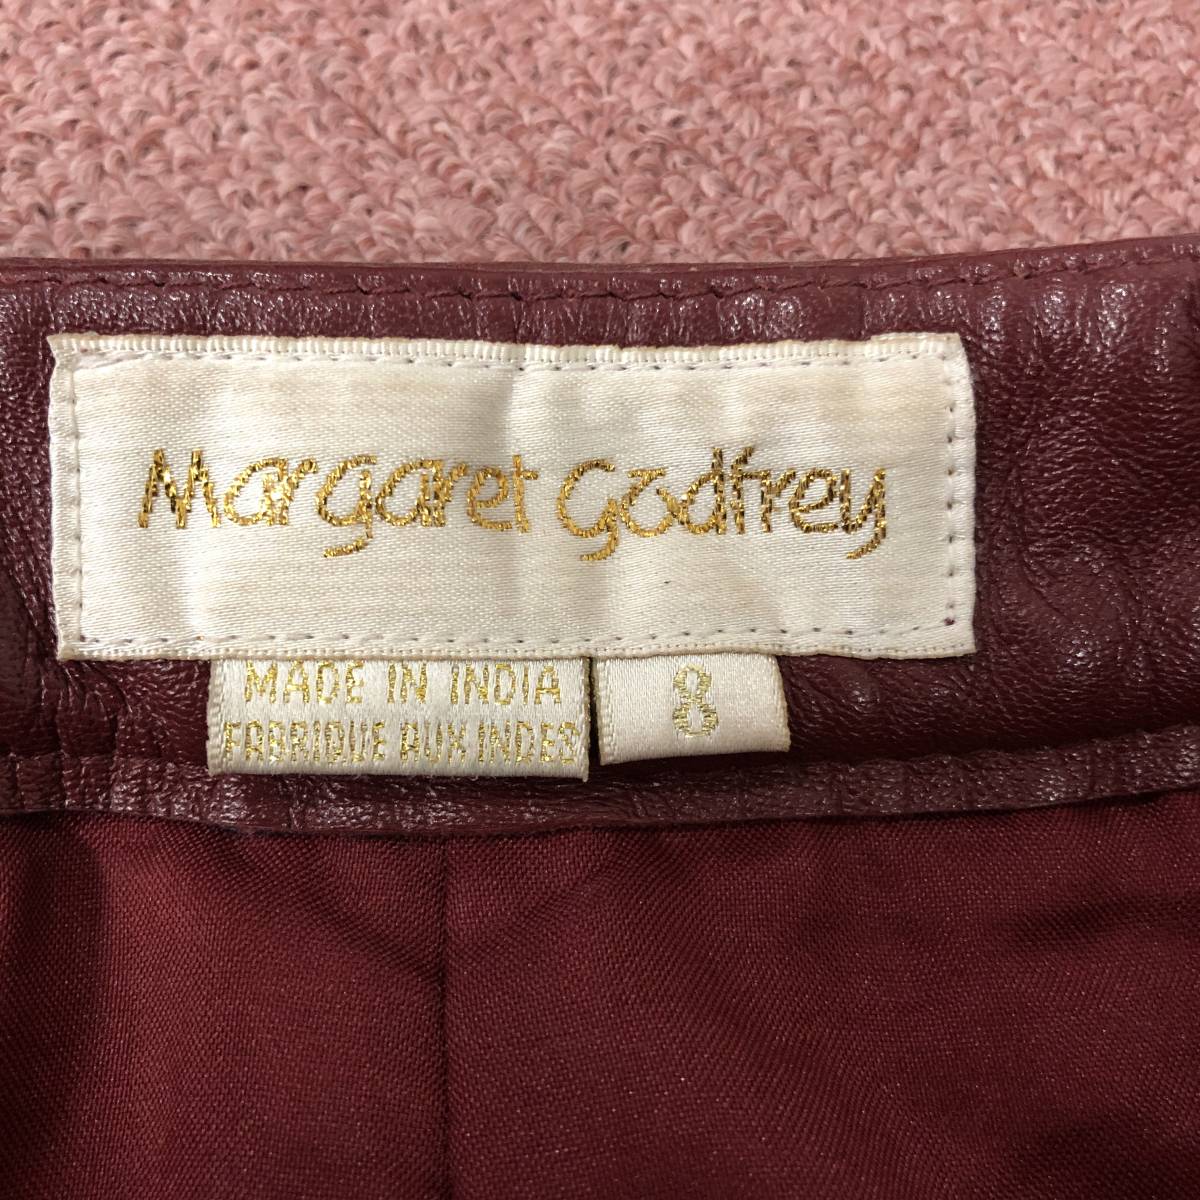 Margaret Godfrey
MADE IN INDIA
FABRIQUE AUX INDES
8